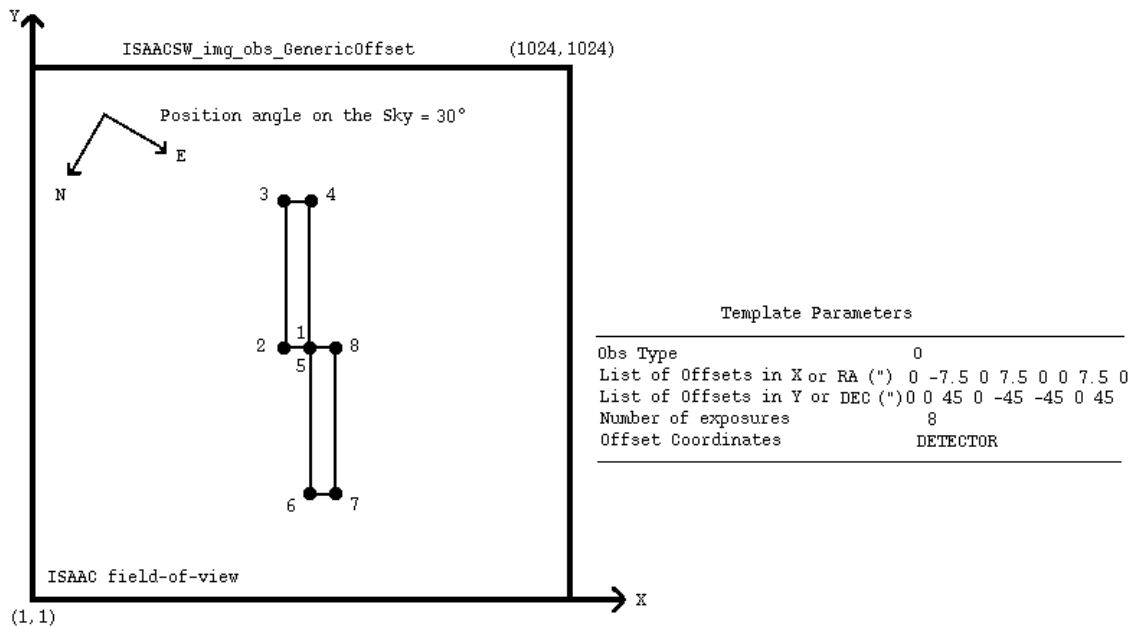 Y
ISAACSW_img_obs_GenericOffset
(1024,1024)
Position angle on the Sky = 30°
E
N
3
4
2
1
5
8
6
7
ISAAC field-of-view
X
(1,1)
Template Parameters
Obs Type 0
List of Offsets in X or RA (") 0 -7.5 0 7.5 0 0 7.5 0
List of Offsets in Y or DEC (") 0 0 45 0 -45 -45 0 45
Number of exposures 8
Offset Coordinates DETECTOR